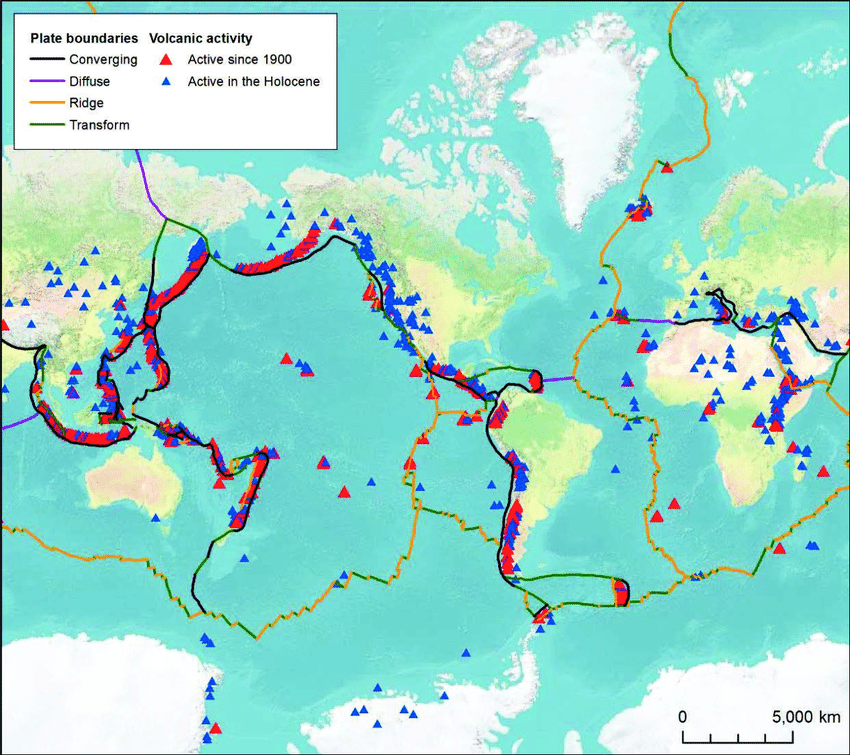 Plate boundaries Volcanic activity
Converging Active since 1900
Diffuse Active in the Holocene
Ridge
Transform
0 5,000 km